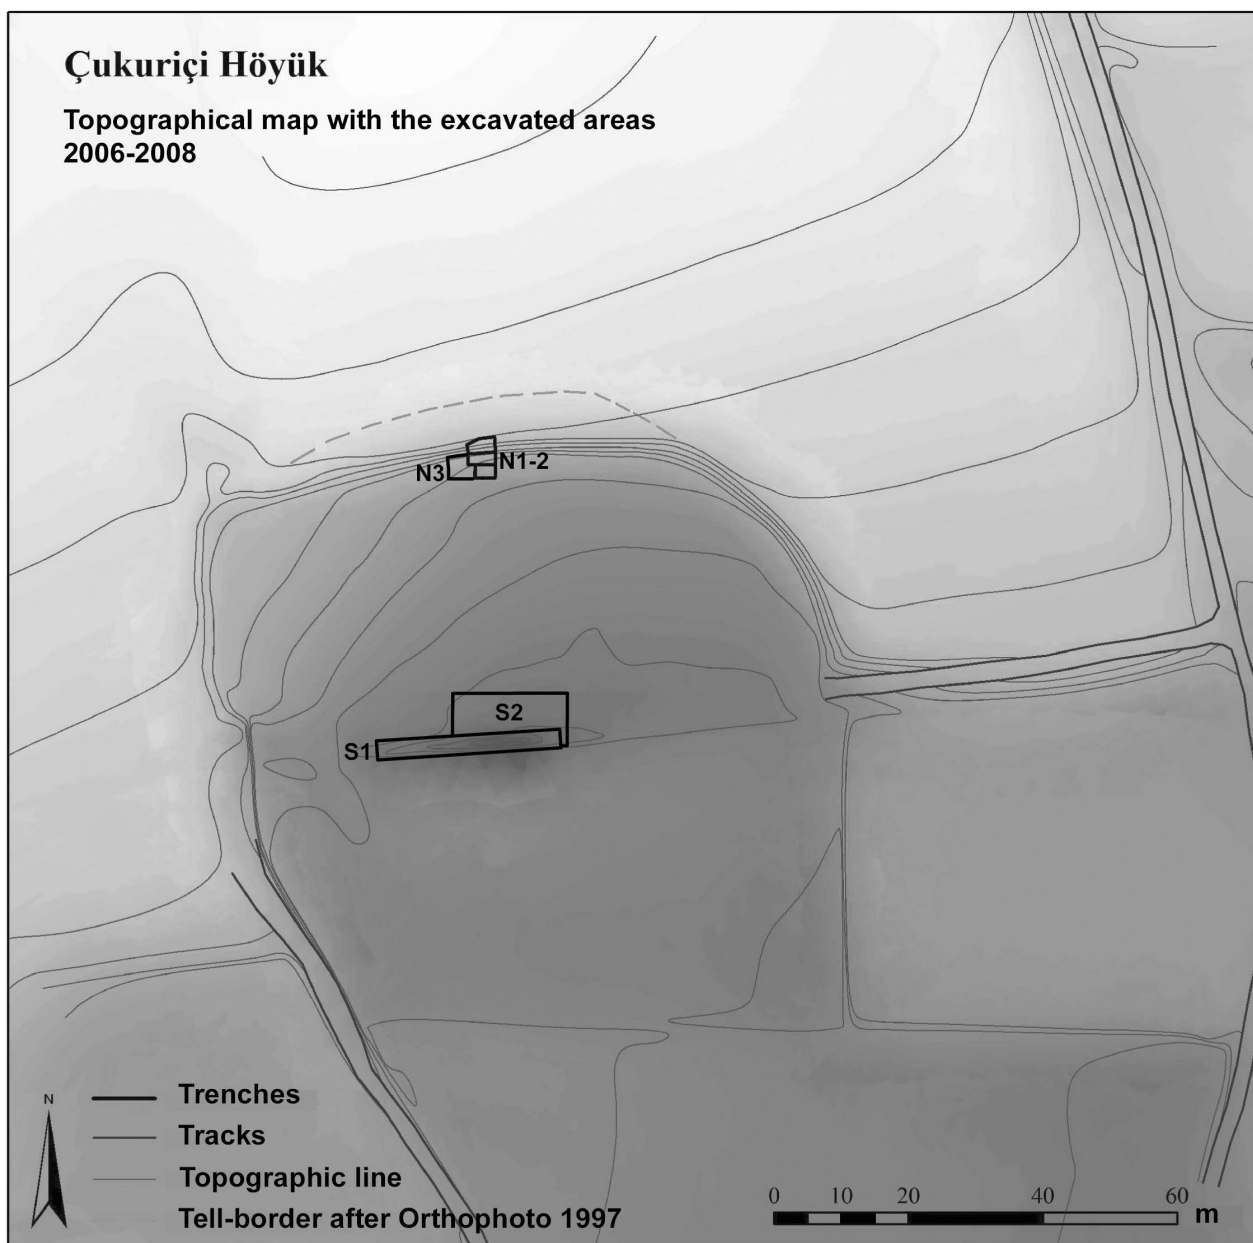 Çukuriçi Höyük
Topographical map with the excavated areas
2006-2008
N3
N1-2
S2
S1
N
Trenches
Tracks
Topographic line
Tell-border after Orthophoto 1997
0 10 20 40 60
m